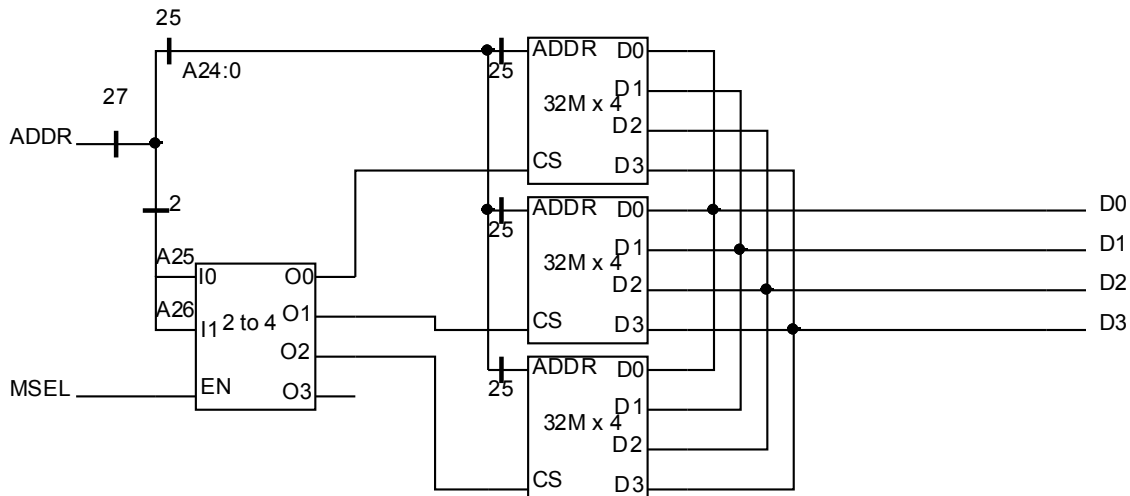 25
A24:0
25
ADDR
D0
D1
32M x 4
D2
CS
D3
27
ADDR
2
25
ADDR
D0
D1
32M x 4
D2
CS
D3
D0
D1
D2
D3
A25
I0
O0
A26
I1
2 to 4
O1
O2
MSEL
EN
O3
25
ADDR
D0
D1
32M x 4
D2
CS
D3